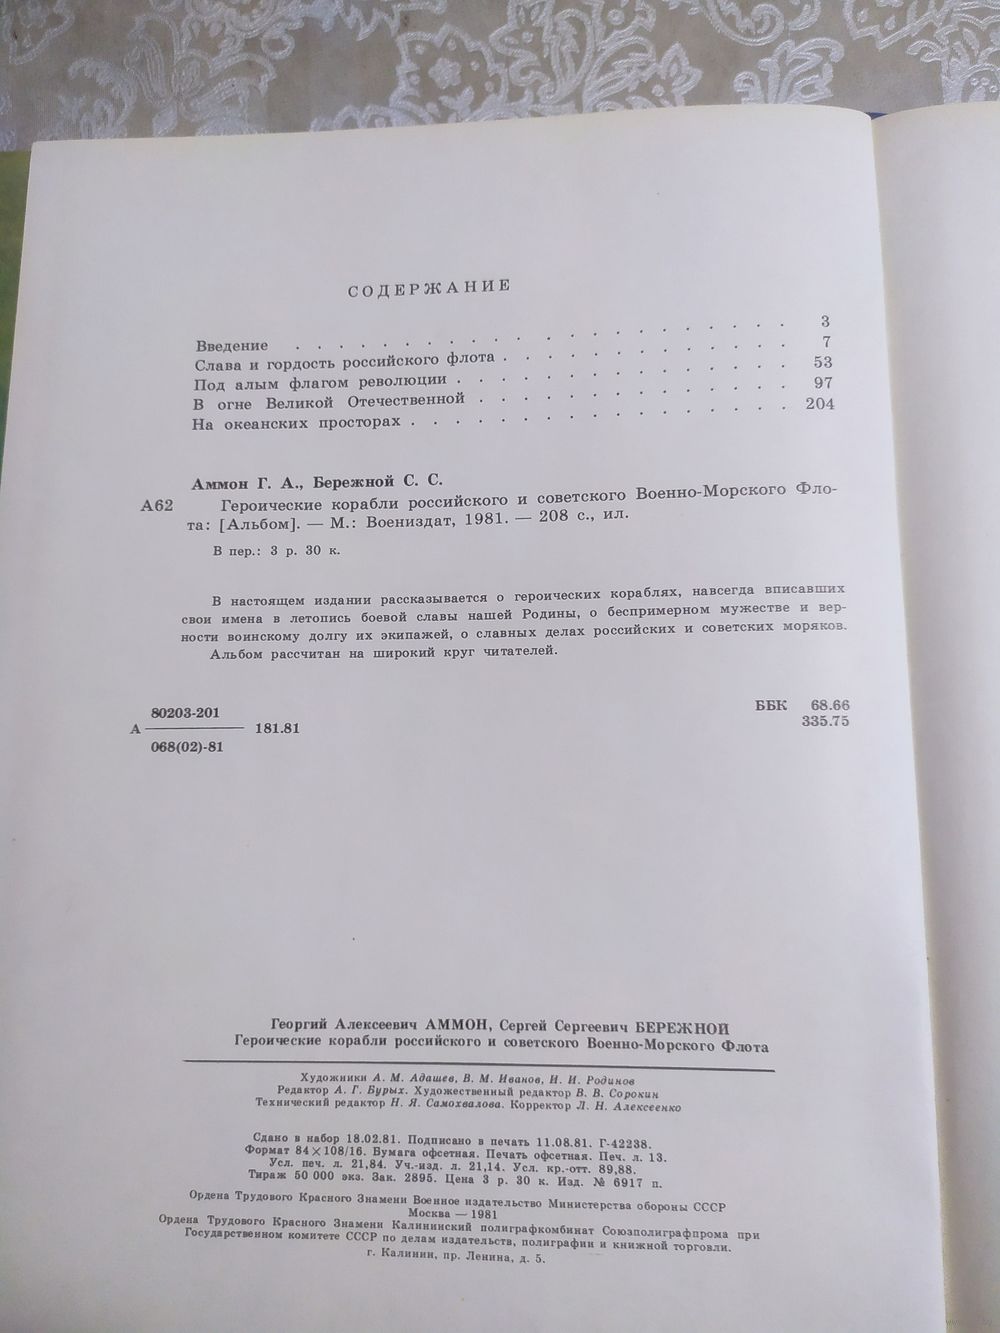 СОДЕРЖАНИЕ
Введение . . . . . . . . . . . . . . . . . . . . 3
Слава и гордость российского флота . . . . . . . . . . . 7
Под алым флагом революции . . . . . . . . . . . . . 53
В огне Великой Отечественной . . . . . . . . . . . . 97
На океанских просторах . . . . . . . . . . . . . . 204
Аммон Г. А., Бережной С. С.
А62 Героические корабли российского и советского Военно-Морского Фло-
та: [Альбом]. — М.: Воениздат, 1981. — 208 с., ил.
В пер.: 3 р. 30 к.
В настоящем издании рассказывается о героических кораблях, навсегда вписавших
свои имена в летопись боевой славы нашей Родины, о беспримерном мужестве и вер-
ности воинскому долгу их экипажей, о славных делах российских и советских моряков.
Альбом рассчитан на широкий круг читателей.
80203-201
А 181.81
068(02)-81
ББК 68.66
335.75
Георгий Алексеевич АММОН, Сергей Сергеевич БЕРЕЖНОЙ
Героические корабли российского и советского Военно-Морского Флота
Художники А. М. Адашев, В. М. Иванов, И. И. Родинов
Редактор А. Г. Бурых. Художественный редактор В. В. Сорокин
Технический редактор Н. Я. Самохвалова. Корректор Л. Н. Алексеенко
Сдано в набор 18.02.81. Подписано в печать 11.08.81. Г-42238.
Формат 84×108/16. Бумага офсетная. Печать офсетная. Печ. л. 13.
Усл. печ. л. 21,84. Уч.-изд. л. 21,14. Усл. кр.-отт. 89,88.
Тираж 50 000 экз. Зак. 2895. Цена 3 р. 30 к. Изд. № 6917 п.
Ордена Трудового Красного Знамени Военное издательство Министерства обороны СССР
Москва — 1981
Ордена Трудового Красного Знамени Калининский полиграфкомбинат Союзполиграфпрома при
Государственном комитете СССР по делам издательств, полиграфии и книжной торговли.
г. Калинин, пр. Ленина, д. 5.